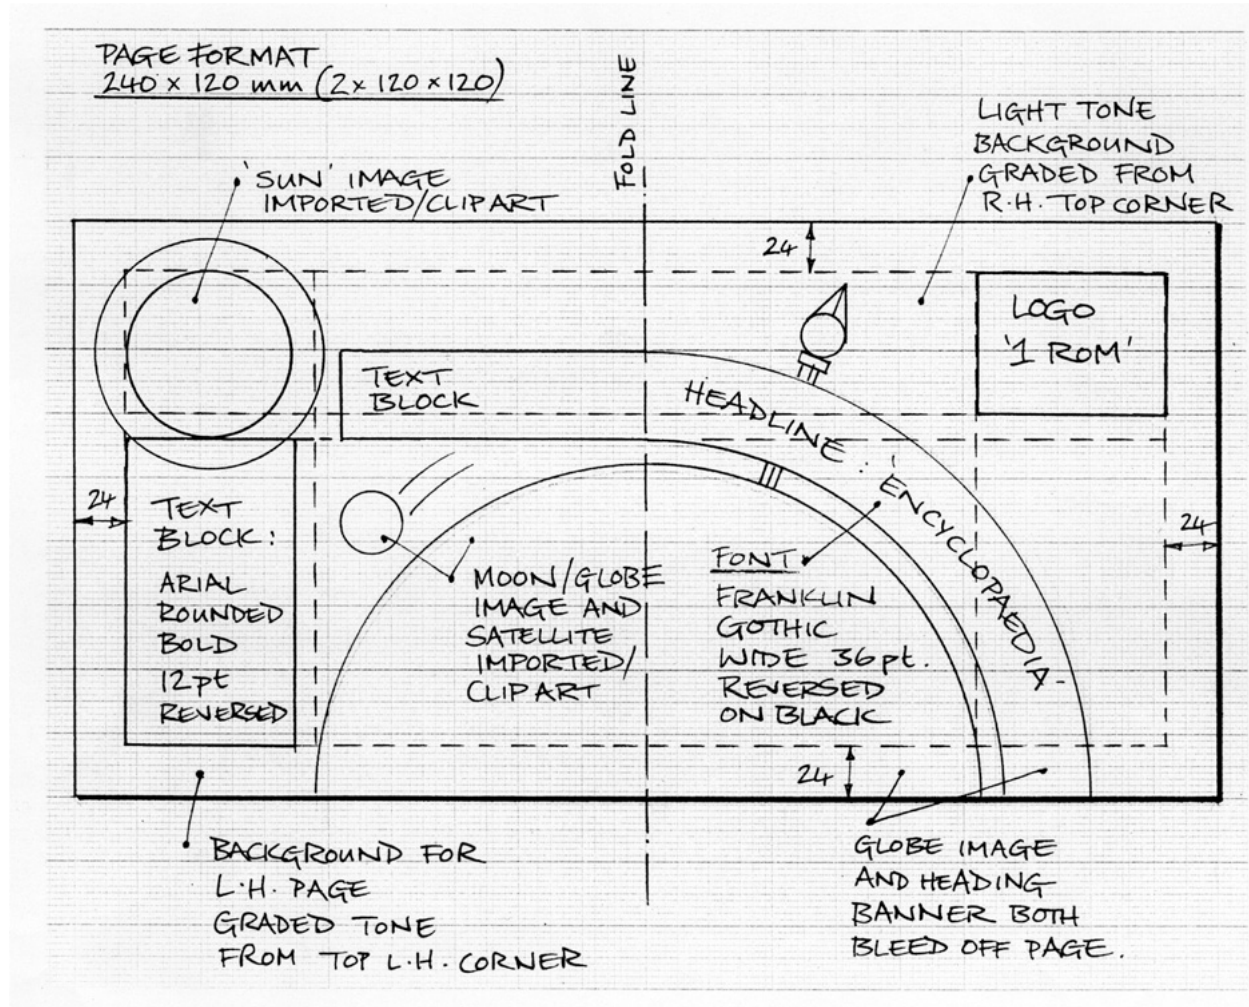 PAGE FORMAT
240 x 120 mm (2x 120 x 120)
FOLD LINE
'SUN' IMAGE
IMPORTED/CLIPART
LIGHT TONE
BACKGROUND
GRADED FROM
R.H. TOP CORNER
24
LOGO
'1 ROM'
TEXT
BLOCK
HEADLINE: 'ENCYCLOPAEDIA-
24
TEXT
BLOCK:
ARIAL
ROUNDED
BOLD
12pt
REVERSED
MOON/GLOBE
IMAGE AND
SATELLITE
IMPORTED/
CLIPART
FONT
FRANKLIN
GOTHIC
WIDE 36pt.
REVERSED
ON BLACK
24
24
BACKGROUND FOR
L.H. PAGE
GRADED TONE
FROM TOP L.H. CORNER
GLOBE IMAGE
AND HEADING
BANNER BOTH
BLEED OFF PAGE.